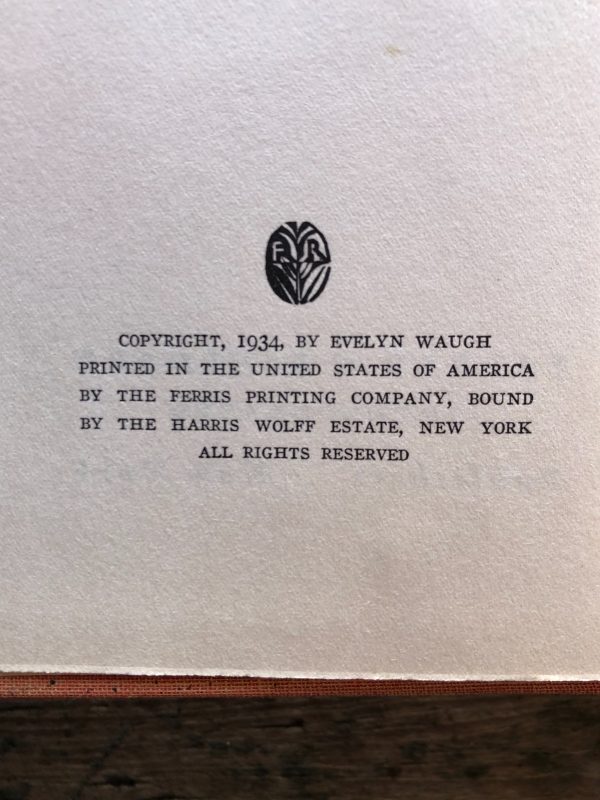 F R
COPYRIGHT, 1934, BY EVELYN WAUGH
PRINTED IN THE UNITED STATES OF AMERICA
BY THE FERRIS PRINTING COMPANY, BOUND
BY THE HARRIS WOLFF ESTATE, NEW YORK
ALL RIGHTS RESERVED